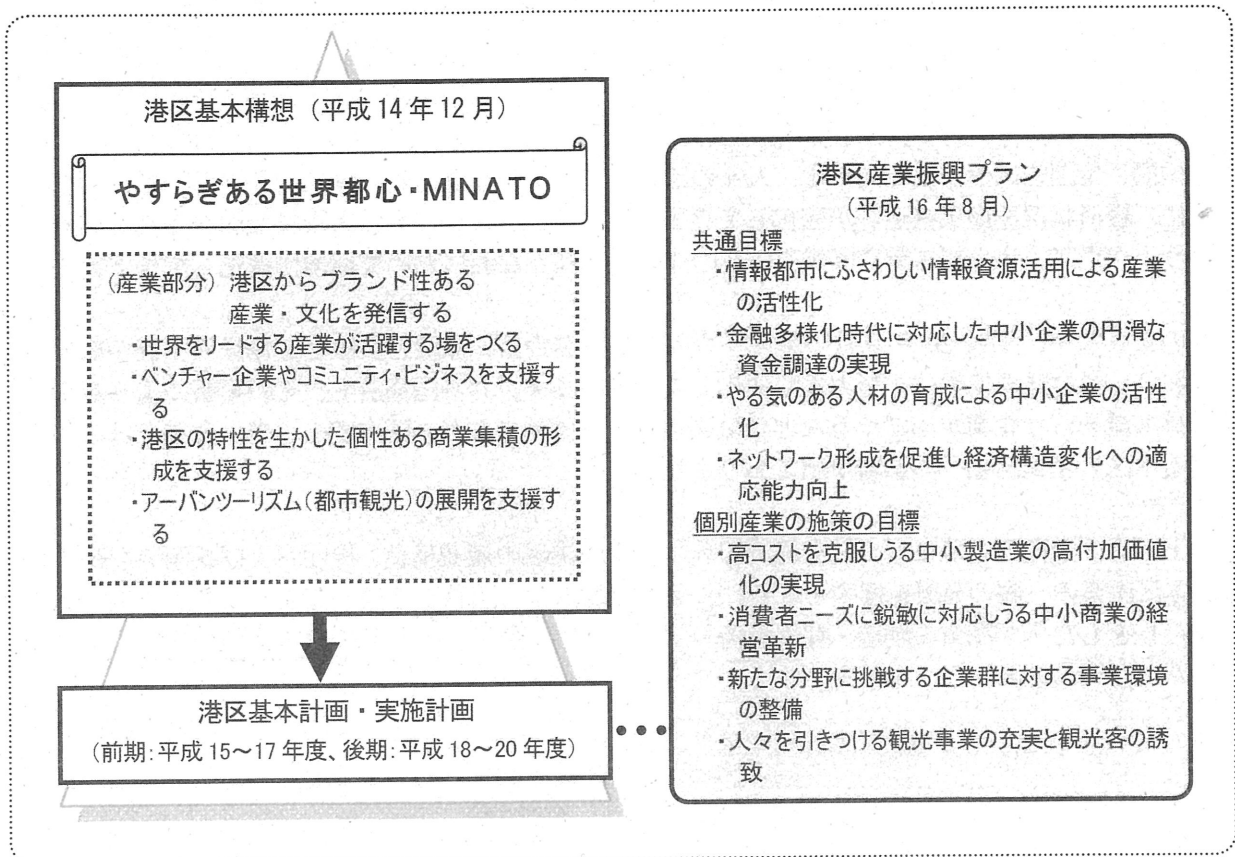 港区基本構想（平成14年12月）
やすらぎある世界都心・MINATO
（産業部分）港区からブランド性ある
産業・文化を発信する
・世界をリードする産業が活躍する場をつくる
・ベンチャー企業やコミュニティ・ビジネスを支援す
る
・港区の特性を生かした個性ある商業集積の形
成を支援する
・アーバンツーリズム（都市観光）の展開を支援す
る
港区基本計画・実施計画
（前期：平成15～17年度、後期：平成18～20年度）
港区産業振興プラン
（平成16年8月）
共通目標
・情報都市にふさわしい情報資源活用による産業
の活性化
・金融多様化時代に対応した中小企業の円滑な
資金調達の実現
・やる気のある人材の育成による中小企業の活性
化
・ネットワーク形成を促進し経済構造変化への適
応能力向上
個別産業の施策の目標
・高コストを克服しうる中小製造業の高付加価値
化の実現
・消費者ニーズに鋭敏に対応しうる中小商業の経
営革新
・新たな分野に挑戦する企業群に対する事業環境
の整備
・人々を引きつける観光事業の充実と観光客の誘
致